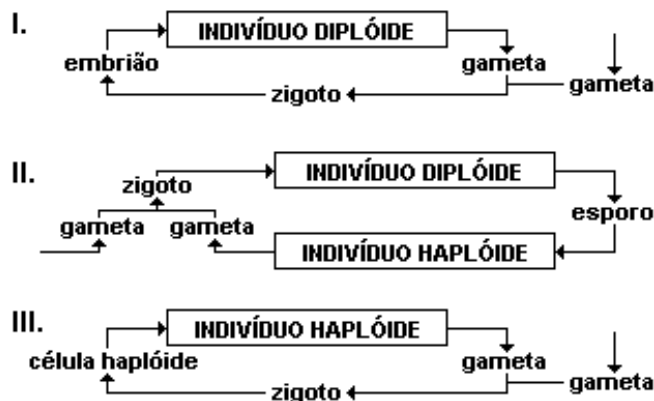 I.
INDIVÍDUO DIPLÓIDE
embrião
gameta
gameta
zigoto
II.
INDIVÍDUO DIPLÓIDE
zigoto
esporo
gameta gameta
INDIVÍDUO HAPLÓIDE
III.
INDIVÍDUO HAPLÓIDE
célula haplóide
gameta
gameta
zigoto